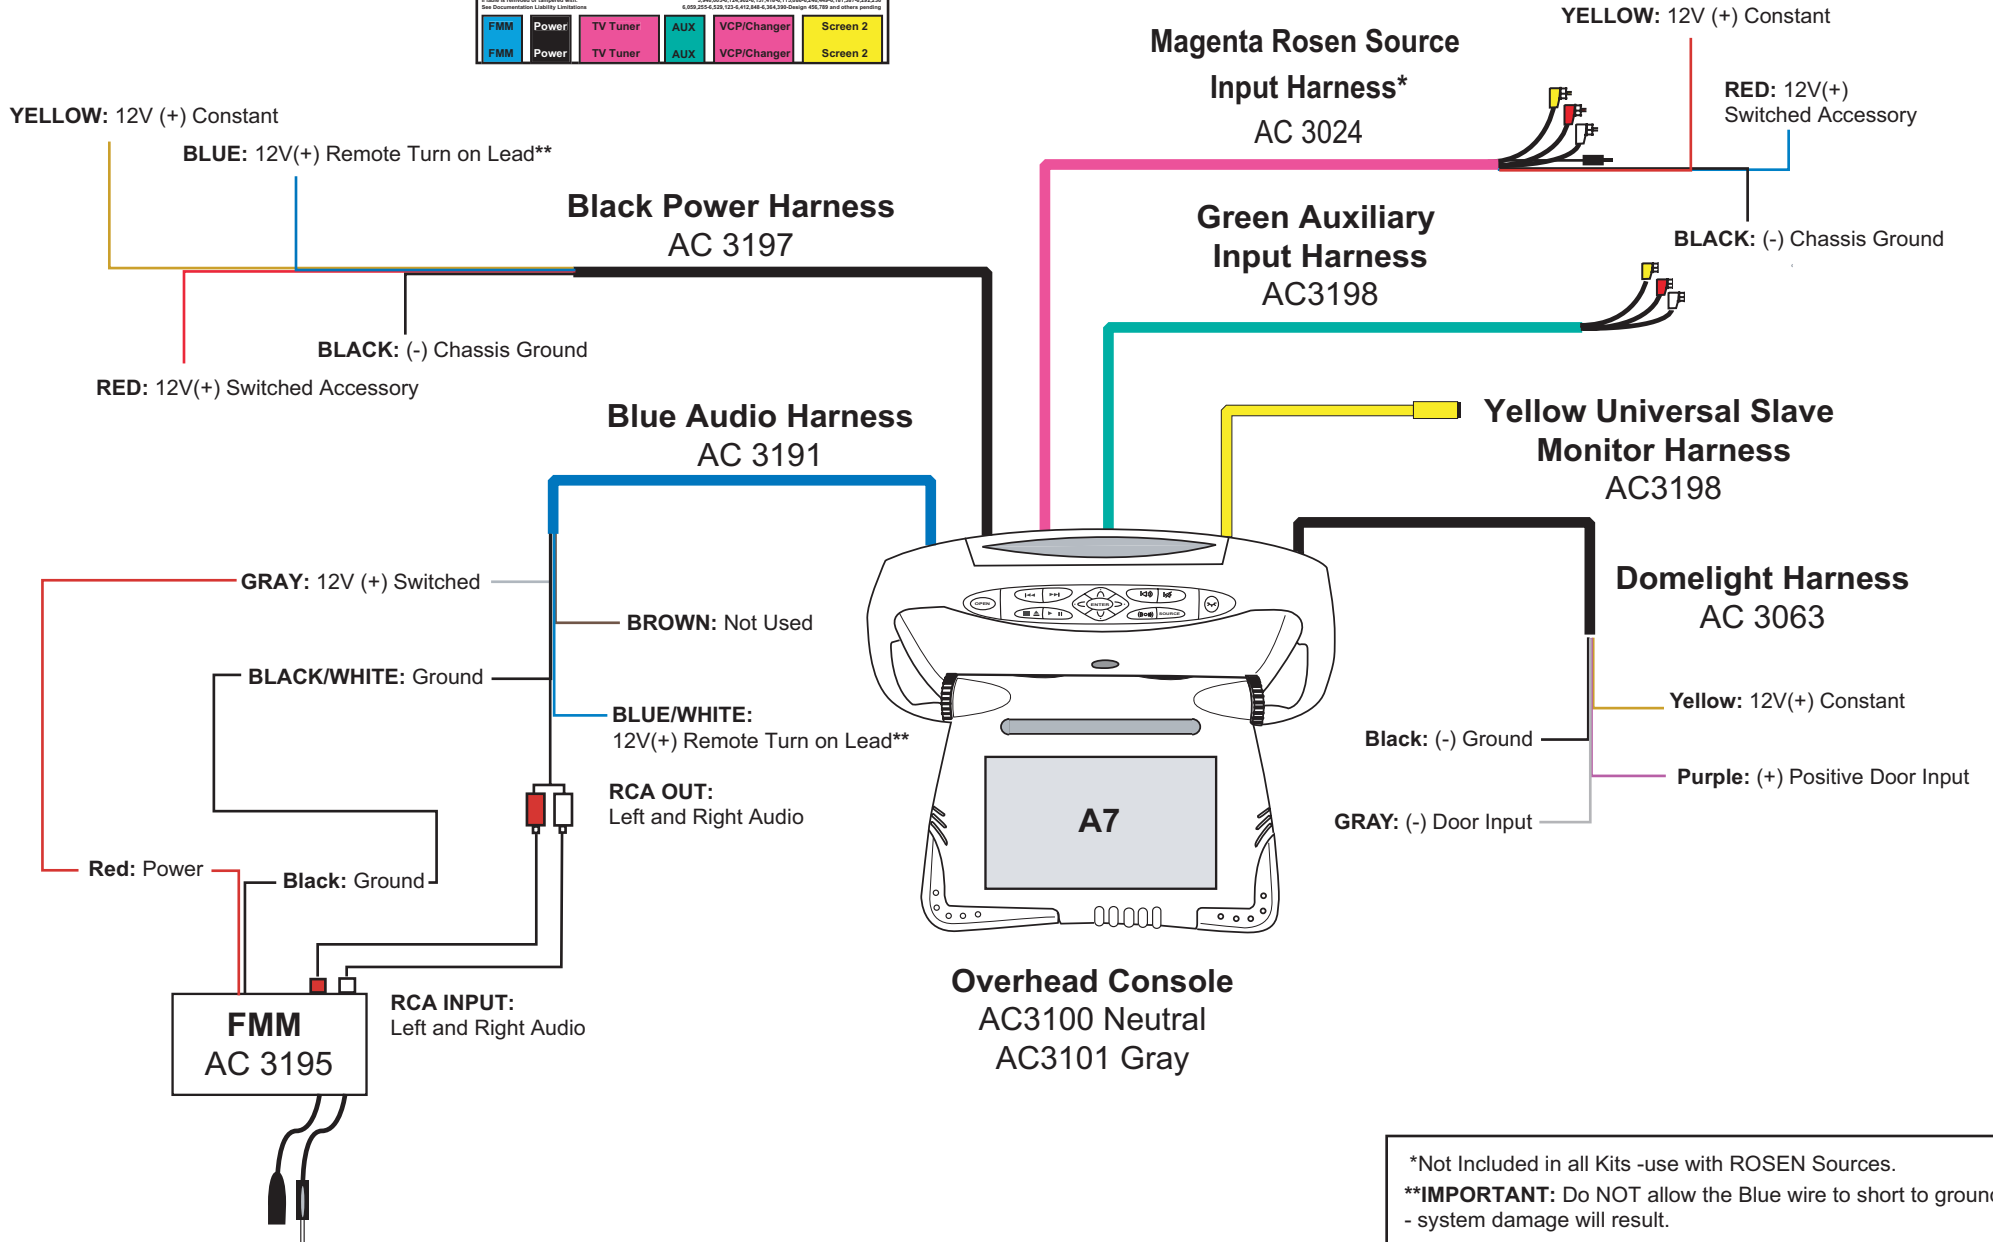 See Documentation Liability Limitations
FMM Power TV Tuner AUX VCP/Changer Screen 2
FMM Power TV Tuner AUX VCP/Changer Screen 2
YELLOW: 12V (+) Constant
BLUE: 12V(+) Remote Turn on Lead**
Black Power Harness
AC 3197
BLACK: (-) Chassis Ground
RED: 12V(+) Switched Accessory
Magenta Rosen Source
Input Harness*
AC 3024
YELLOW: 12V (+) Constant
RED: 12V(+)
Switched Accessory
BLACK: (-) Chassis Ground
Green Auxiliary
Input Harness
AC3198
Yellow Universal Slave
Monitor Harness
AC3198
Blue Audio Harness
AC 3191
GRAY: 12V (+) Switched
BROWN: Not Used
BLACK/WHITE: Ground
BLUE/WHITE:
12V(+) Remote Turn on Lead**
RCA OUT:
Left and Right Audio
Red: Power
Black: Ground
RCA INPUT:
Left and Right Audio
FMM
AC 3195
OPEN
ENTER
SOURCE
A7
Overhead Console
AC3100 Neutral
AC3101 Gray
Domelight Harness
AC 3063
Yellow: 12V(+) Constant
Black: (-) Ground
Purple: (+) Positive Door Input
GRAY: (-) Door Input
*Not Included in all Kits -use with ROSEN Sources.
**IMPORTANT: Do NOT allow the Blue wire to short to ground
- system damage will result.